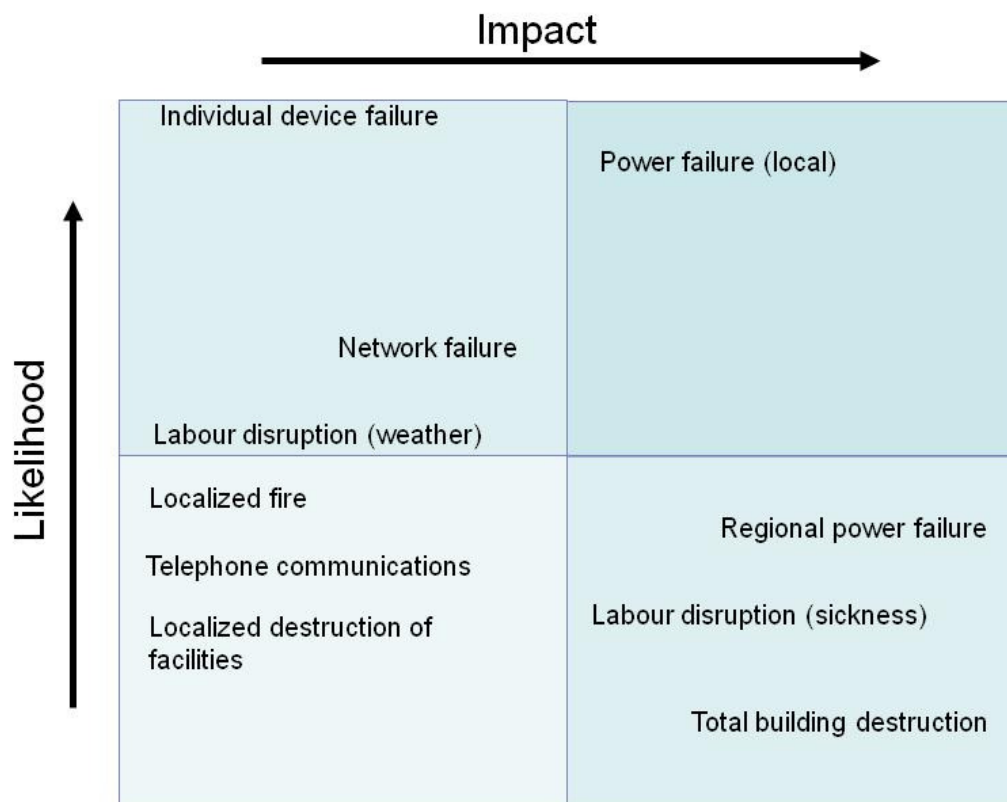 Impact
Individual device failure
Power failure (local)
Network failure
Labour disruption (weather)
Likelihood
Localized fire
Regional power failure
Telephone communications
Labour disruption (sickness)
Localized destruction of
facilities
Total building destruction